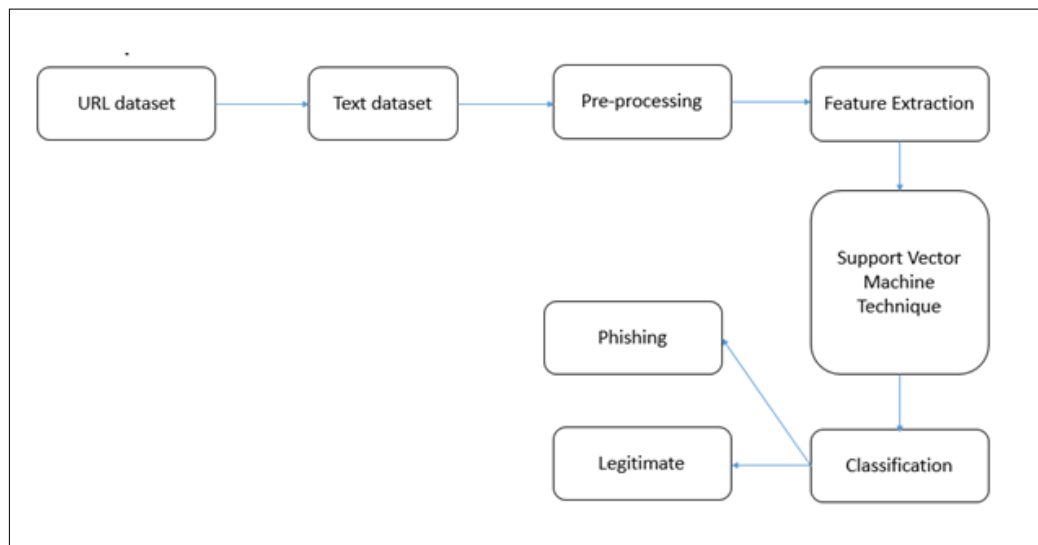 URL dataset
Text dataset
Pre-processing
Feature Extraction
Support Vector
Machine
Technique
Phishing
Legitimate
Classification